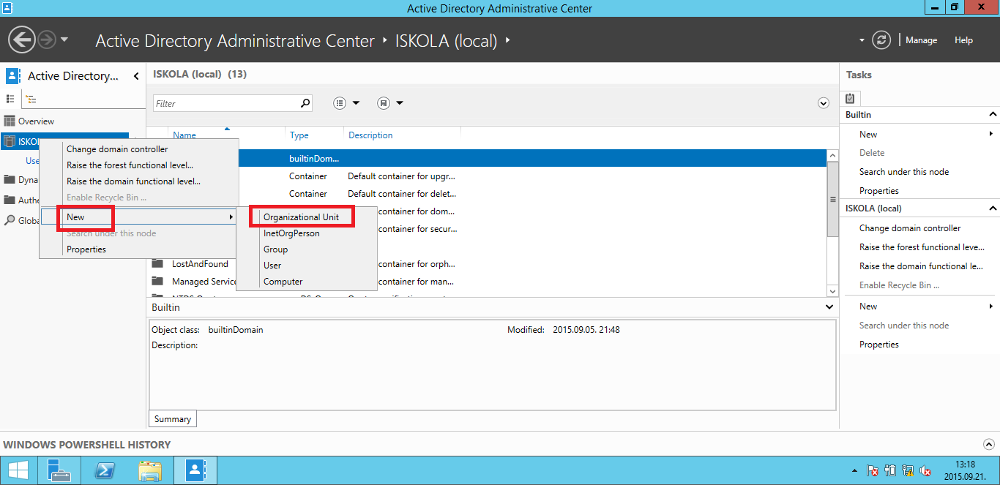 Active Directory Administrative Center
Active Directory Administrative Center ISKOLA (local)
Manage Help
Active Directory...
Overview
ISKOL
Use
Dyna
Authe
Globa
Change domain controller
Raise the forest functional level...
Raise the domain functional level...
Enable Recycle Bin ...
New
Search under this node
Properties
Organizational Unit
InetOrgPerson
Group
User
Computer
ISKOLA (local) (13)
Filter
Name Type Description
builtinDom...
Container Default container for upgr...
Container Default container for delet...
container for dom...
container for secur...
LostAndFound container for orph...
Managed Service container for man...
Builtin
Object class: builtinDomain Modified: 2015.09.05. 21:48
Description:
Summary
Tasks
Builtin
New
Delete
Search under this node
Properties
ISKOLA (local)
Change domain controller
Raise the forest functional leve...
Raise the domain functional le...
Enable Recycle Bin ...
New
Search under this node
Properties
WINDOWS POWERSHELL HISTORY
13:18
2015.09.21.